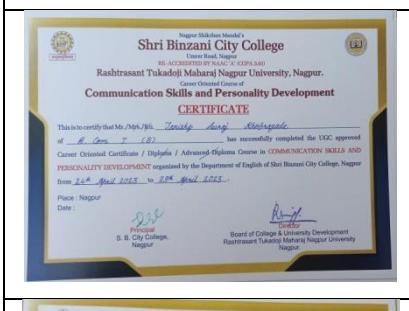 Nagpur Shikshan Mandal's
Shri Binzani City College
Umrer Road, Nagpur
RE-ACCREDITED BY NAAC 'A' (CGPA 3.03)
Rashtrasant Tukadoji Maharaj Nagpur University, Nagpur.
Career Oriented Course of
Communication Skills and Personality Development
CERTIFICATE
This is to certify that Mr./Mrs./Ms. Suraj
of B. Com I (B) has successfully completed the UGC approved
Career Oriented Certificate / Diploma / Advanced Diploma Course in COMMUNICATION SKILLS AND
PERSONALITY DEVELOPMENT organized by the Department of English of Shri Binzani City College, Nagpur
from 24th April 2023 to April 2023.
Place : Nagpur
Date :
Principal
S. B. City College,
Nagpur
Director
Board of College & University Development
Rashtrasant Tukadoji Maharaj Nagpur University
Nagpur.